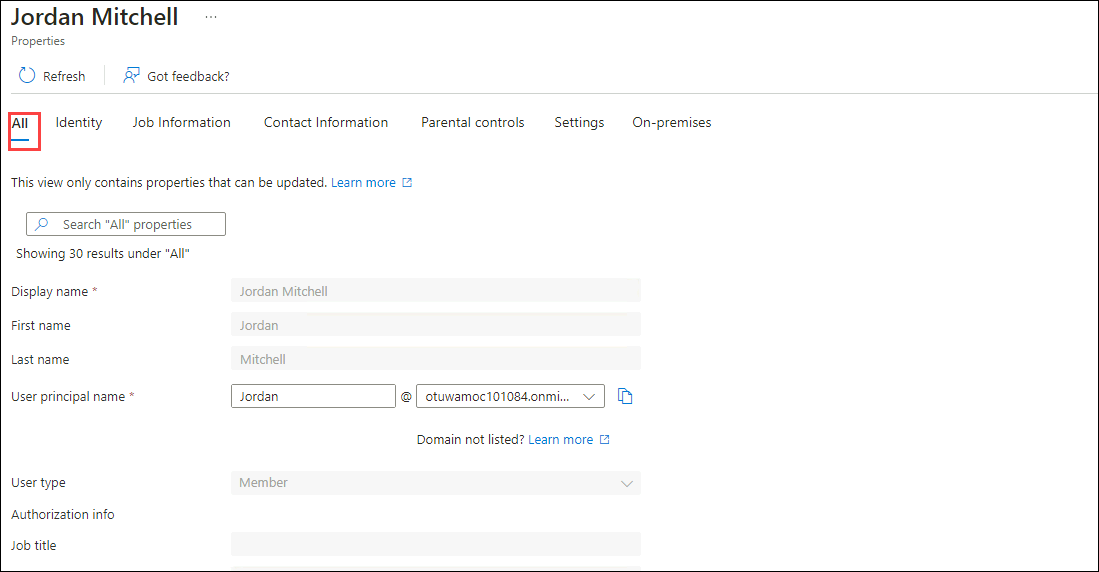 Jordan Mitchell ...
Properties
Refresh Got feedback?
All Identity Job Information Contact Information Parental controls Settings On-premises
This view only contains properties that can be updated. Learn more
Search "All" properties
Showing 30 results under "All"
Display name * Jordan Mitchell
First name Jordan
Last name Mitchell
User principal name * Jordan @ otuwamoc101084.onmi...
Domain not listed? Learn more
User type Member
Authorization info
Job title